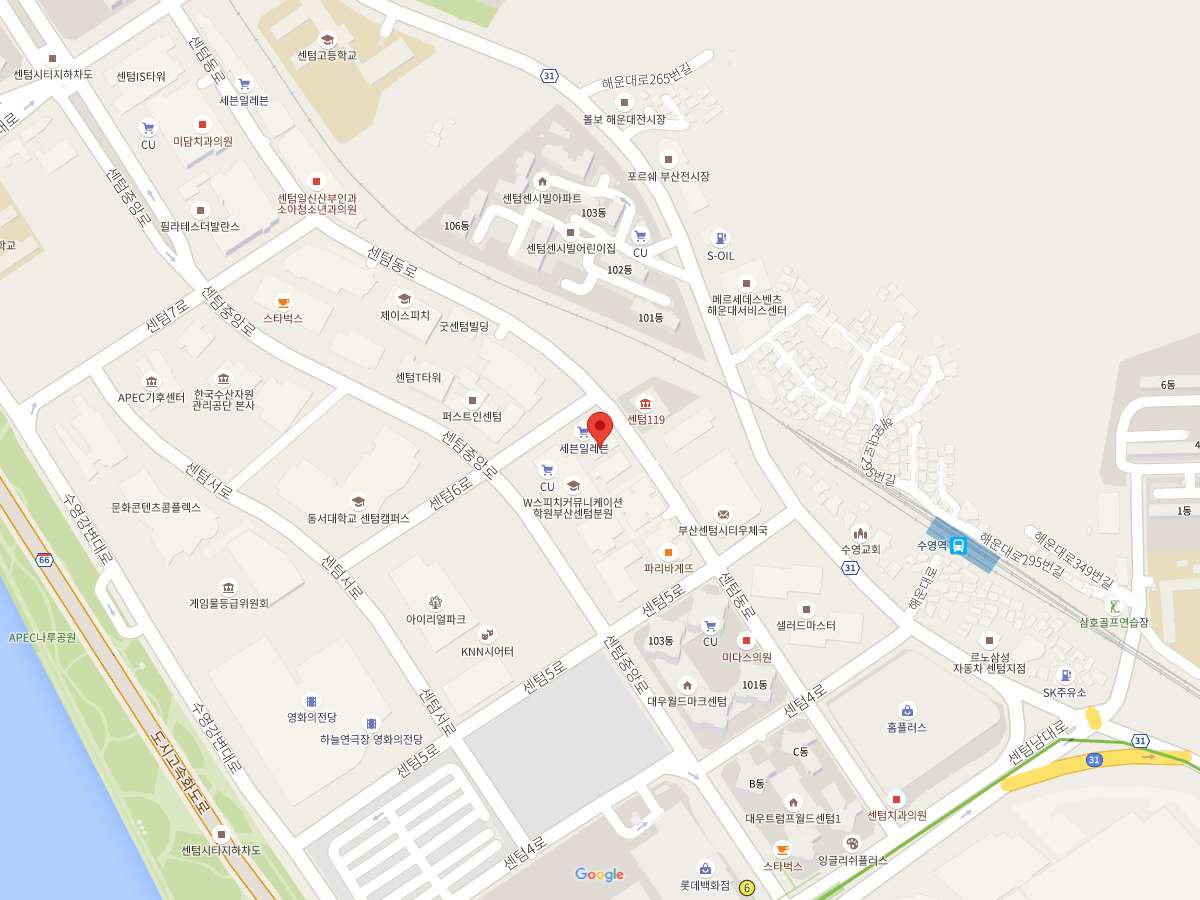 센텀고등학교
센텀시티지하차도
센텀IS타워
세븐일레븐
센텀동로
31
해운대로265번길
볼보 해운대전시장
CU
미담치과의원
포르쉐 부산전시장
센텀중앙로
센텀일신산부인과
소아청소년과의원
센텀센시빌아파트
103동
필라테스더발란스
106동
센텀센시빌어린이집
CU
S-OIL
학교
센텀동로
102동
메르세데스벤츠
해운대서비스센터
센텀7로
센텀중앙로
스타벅스
제이스피치
굿센텀빌딩
101동
센텀T타워
APEC기후센터
한국수산자원
관리공단 본사
퍼스트인센텀
센텀119
6동
세븐일레븐
센텀중앙로
해운대로295번길
센텀서로
센텀6로
CU
W스피치커뮤니케이션
학원부산센텀분원
수영강변대로
문화콘텐츠콤플렉스
동서대학교 센텀캠퍼스
부산센텀시티우체국
1동
수영교회
수영역
해운대로295번길
해운대로349번길
66
파리바게뜨
31
센텀서로
센텀5로
센텀동로
해운대로
게임물등급위원회
아이리얼파크
샐러드마스터
삼호골프연습장
APEC나루공원
KNN시어터
103동
CU
미다스의원
르노삼성
자동차 센텀지점
센텀5로
센텀중앙로
101동
대우월드마크센텀
센텀4로
SK주유소
영화의전당
하늘연극장 영화의전당
센텀서로
홈플러스
수영강변대로
센텀5로
C동
센텀남대로
31
31
도시고속화도로
B동
대우트럼프월드센텀1
센텀치과의원
센텀시티지하차도
센텀4로
스타벅스
잉글리쉬플러스
Google
롯데백화점
6